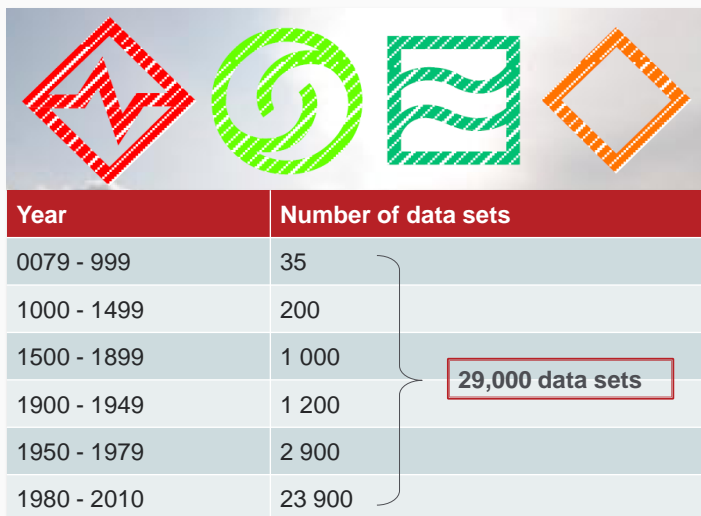 Year Number of data sets
0079 - 999 35
1000 - 1499 200
1500 - 1899 1 000
29,000 data sets
1900 - 1949 1 200
1950 - 1979 2 900
1980 - 2010 23 900